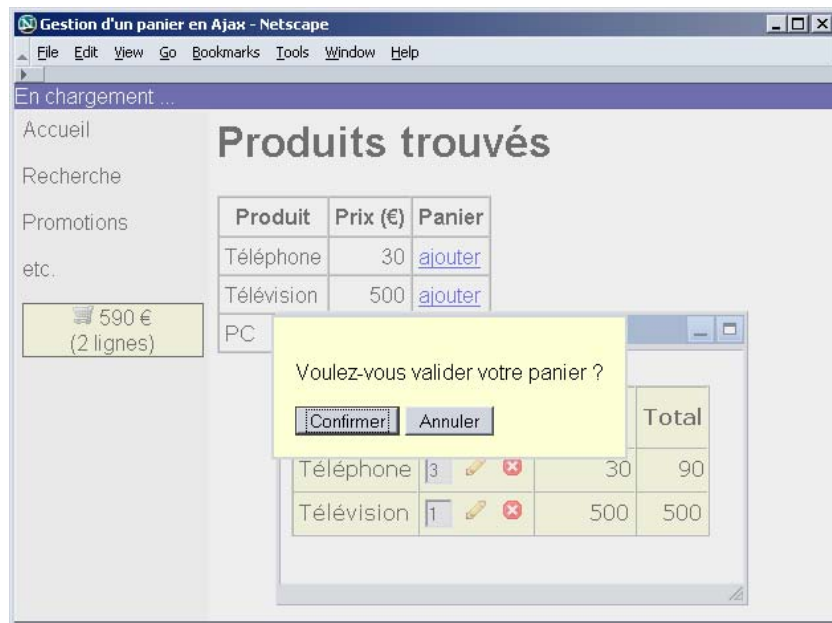 Gestion d'un panier en Ajax - Netscape
File Edit View Go Bookmarks Tools Window Help
En chargement ...
Accueil
Recherche
Promotions
etc.
590 €
(2 lignes)
Produits trouvés
Produit Prix (€) Panier
Téléphone 30 ajouter
Télévision 500 ajouter
PC
Voulez-vous valider votre panier ?
Confirmer Annuler
Total
Téléphone 3 30 90
Télévision 1 500 500